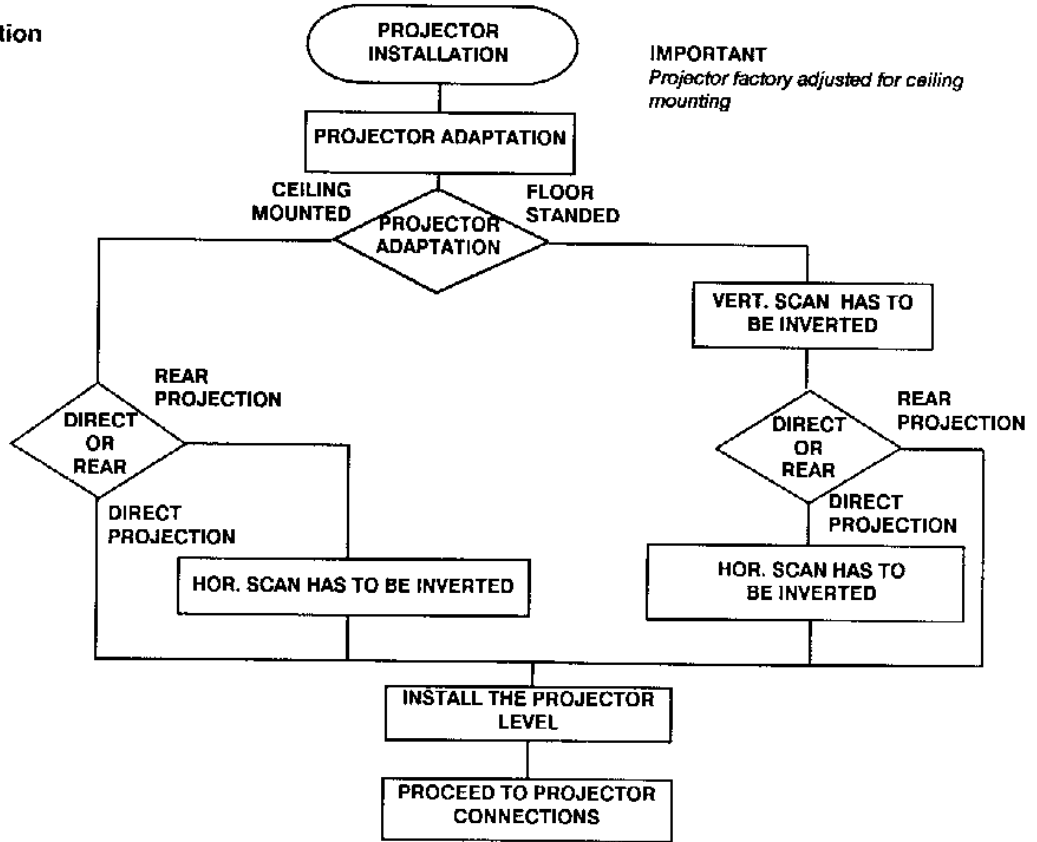 tion
PROJECTOR
INSTALLATION
IMPORTANT
Projector factory adjusted for ceiling
mounting
PROJECTOR ADAPTATION
CEILING
MOUNTED
FLOOR
STANDED
PROJECTOR
ADAPTATION
VERT. SCAN HAS TO
BE INVERTED
REAR
PROJECTION
DIRECT
OR
REAR
DIRECT
PROJECTION
REAR
PROJECTION
DIRECT
OR
REAR
DIRECT
PROJECTION
HOR. SCAN HAS TO BE INVERTED
HOR. SCAN HAS TO
BE INVERTED
INSTALL THE PROJECTOR
LEVEL
PROCEED TO PROJECTOR
CONNECTIONS